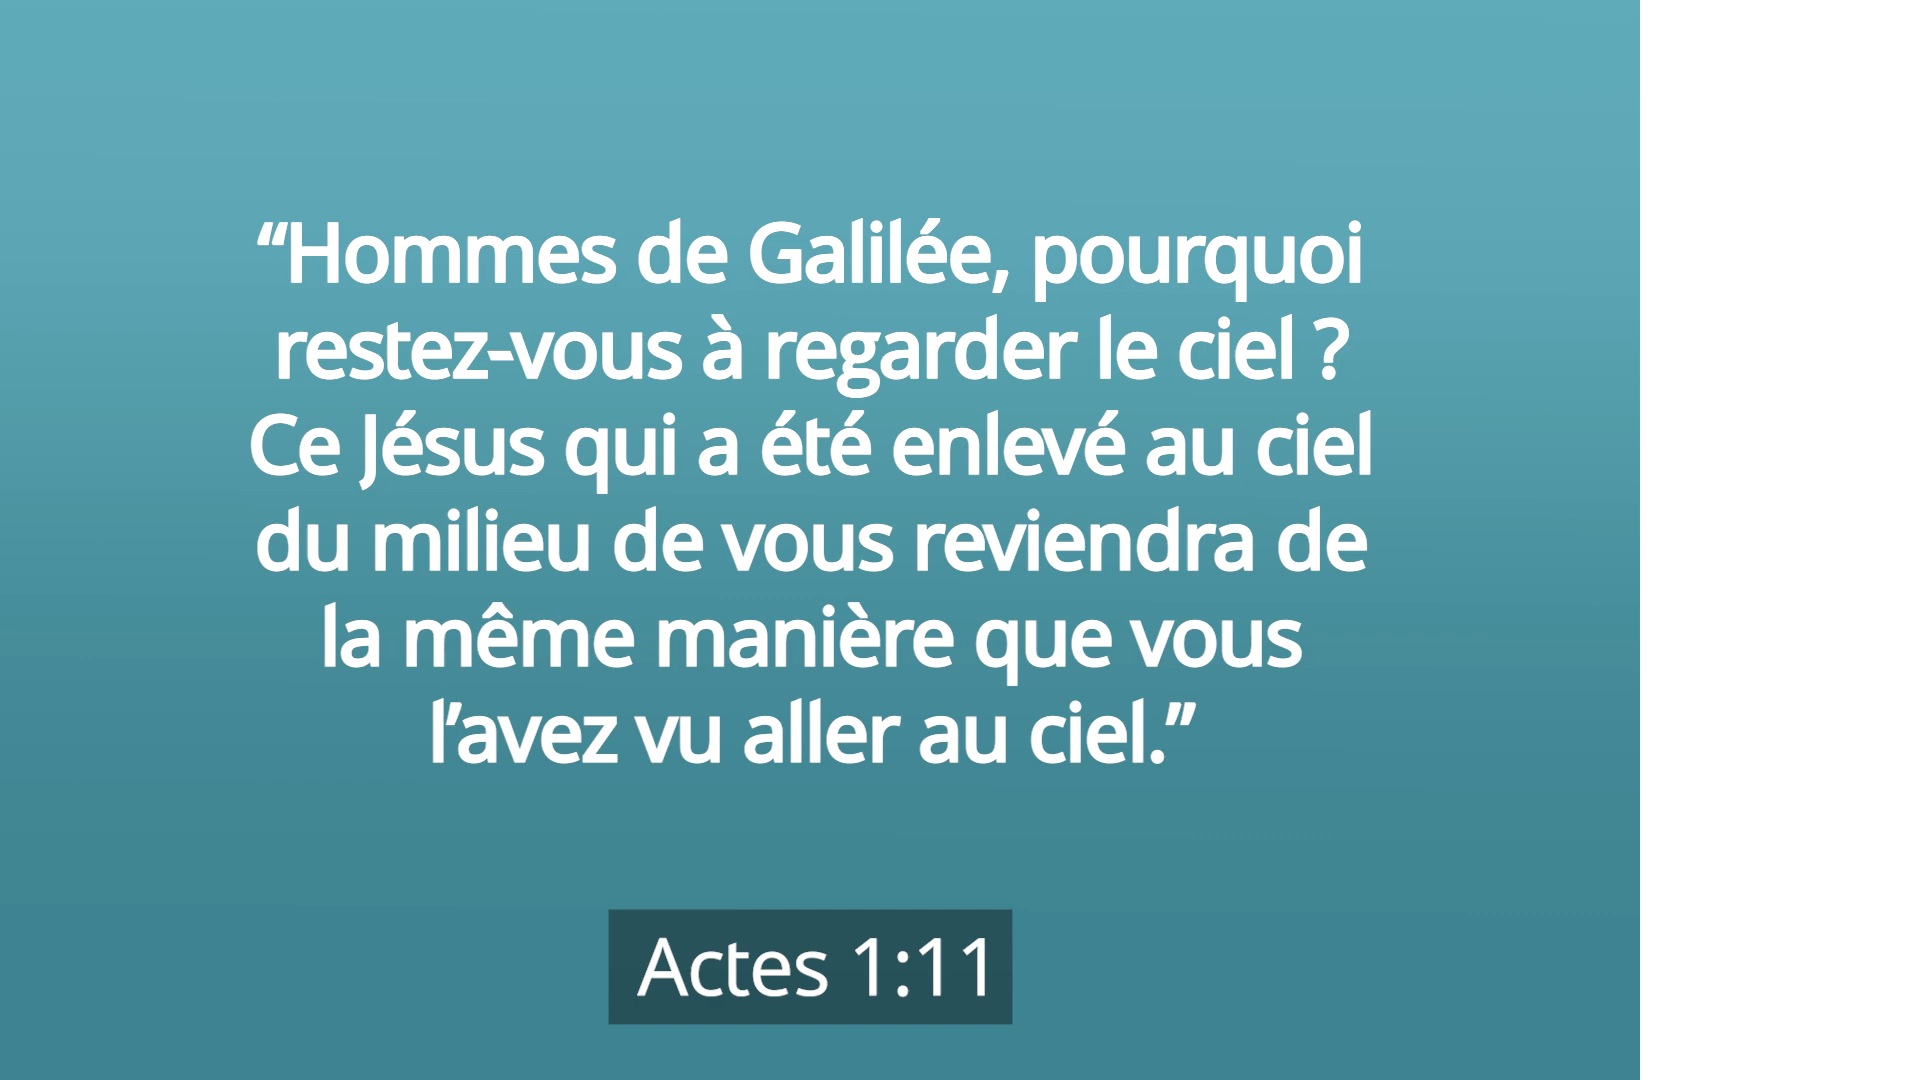 “Hommes de Galilée, pourquoi
restez-vous à regarder le ciel ?
Ce Jésus qui a été enlevé au ciel
du milieu de vous reviendra de
la même manière que vous
l’avez vu aller au ciel.”
Actes 1:11